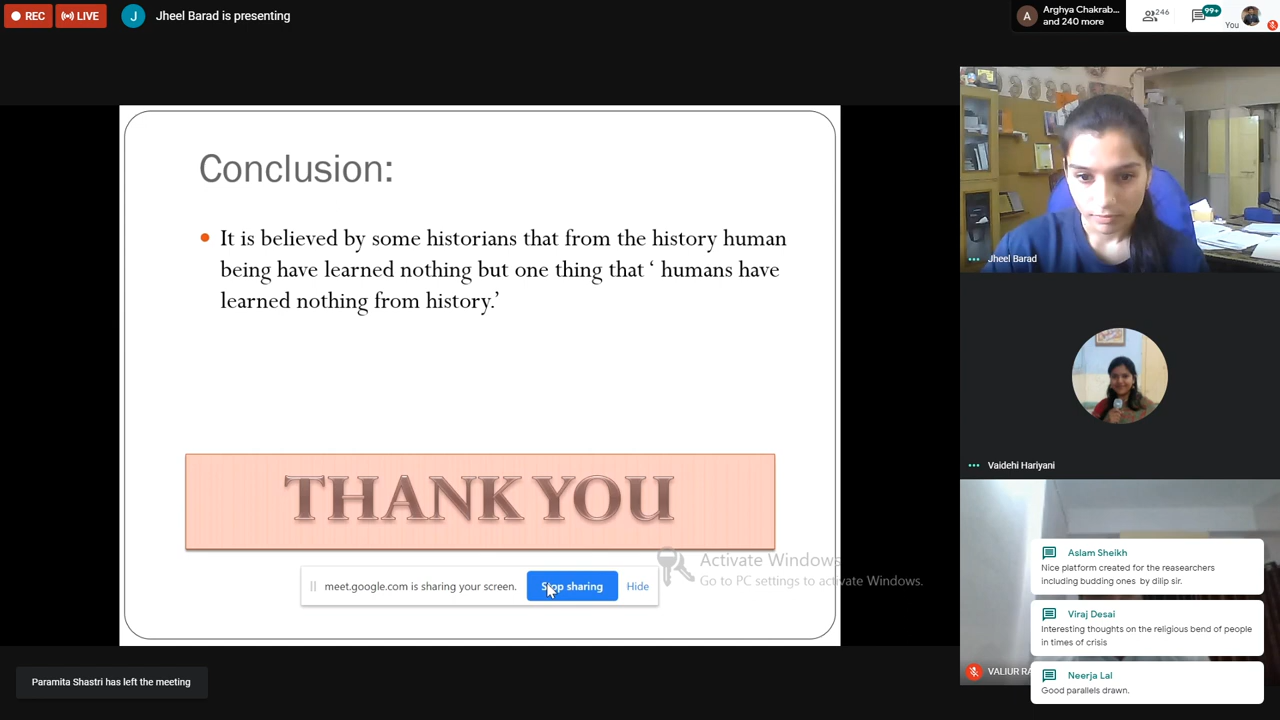 REC
LIVE
J
Jheel Barad is presenting
A
Arghya Chakrab...
and 240 more
246
99+
You
Conclusion:
It is believed by some historians that from the history human
being have learned nothing but one thing that ‘ humans have
learned nothing from history.’
THANK YOU
Activate Windows
Go to PC settings to activate Windows.
meet.google.com is sharing your screen.
Stop sharing
Hide
Paramita Shastri has left the meeting
Jheel Barad
Vaidehi Hariyani
VALIUR RA
Aslam Sheikh
Nice platform created for the reasearchers
including budding ones by dilip sir.
Viraj Desai
Interesting thoughts on the religious bend of people
in times of crisis
Neerja Lal
Good parallels drawn.